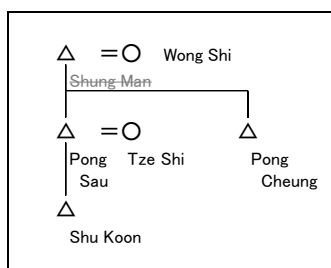 Wong Shi
Shung Man
Pong Tze Shi Pong
Sau Cheung
Shu Koon